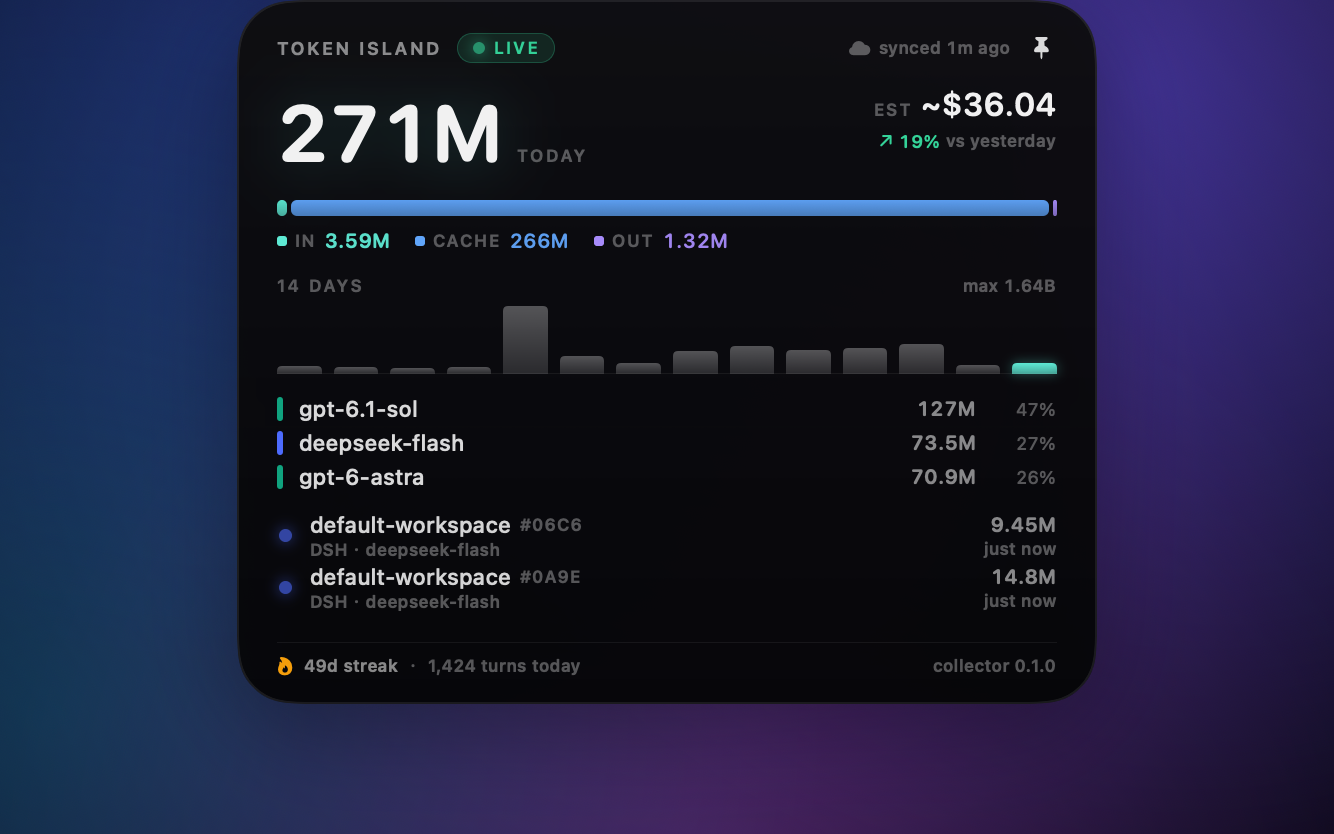 TOKEN ISLAND LIVE synced 1m ago
271M TODAY EST ~$36.04
↗ 19% vs yesterday
IN 3.59M CACHE 266M OUT 1.32M
14 DAYS max 1.64B
gpt-6.1-sol 127M 47%
deepseek-flash 73.5M 27%
gpt-6-astra 70.9M 26%
default-workspace #06C6 9.45M
DSH · deepseek-flash just now
default-workspace #0A9E 14.8M
DSH · deepseek-flash just now
49d streak · 1,424 turns today collector 0.1.0